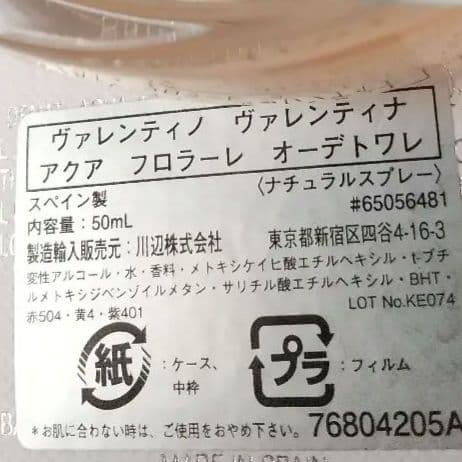 ヴァレンティノ　ヴァレンティナ
アクア　フロラーレ　オーデトワレ
スペイン製　〈ナチュラルスプレー〉
内容量：50mL　#65056481
製造輸入販売元：川辺株式会社　東京都新宿区四谷4-16-3
変性アルコール・水・香料・メトキシケイヒ酸エチルヘキシル・t-ブチ
ルメトキシジベンゾイルメタン・サリチル酸エチルヘキシル・BHT・
赤504・黄4・紫401　LOT No.KE074
紙：ケース、　プラ：フィルム
中枠
*お肌に合わない時は、ご使用をおやめ下さい。　76804205A
MADE IN SPAIN